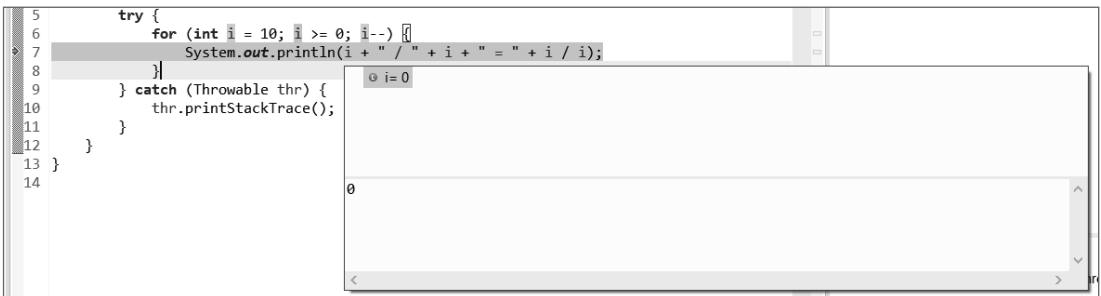 5 try {
6 for (int i = 10; i >= 0; i--) {
7 System.out.println(i + " / " + i + " = " + i / i);
8 }
9 } catch (Throwable thr) {
10 thr.printStackTrace();
11 }
12 }
13 }
14
i= 0
0